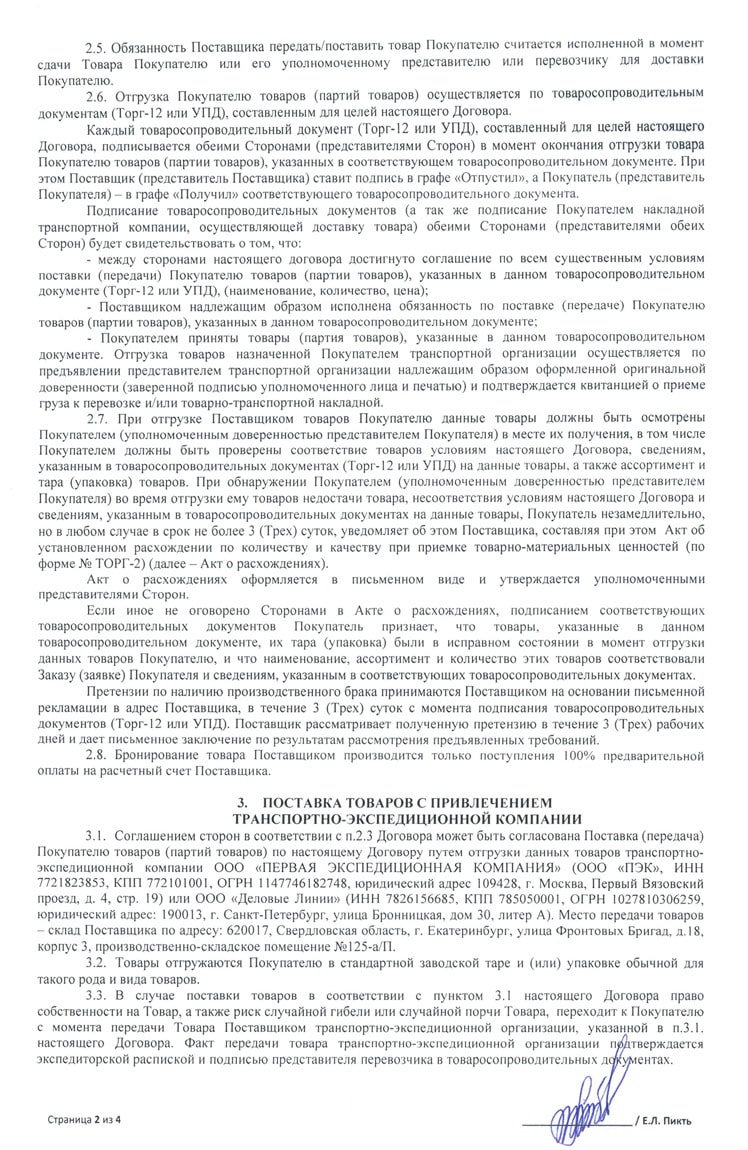 2.5. Обязанность Поставщика передать/поставить товар Покупателю считается исполненной в момент
сдачи Товара Покупателю или его уполномоченному представителю или перевозчику для доставки
Покупателю.
2.6. Отгрузка Покупателю товаров (партий товаров) осуществляется по товаросопроводительным
документам (Торг-12 или УПД), составленным для целей настоящего Договора.
Каждый товаросопроводительный документ (Торг-12 или УПД), составленный для целей настоящего
Договора, подписывается обеими Сторонами (представителями Сторон) в момент окончания отгрузки товара
Покупателю товаров (партии товаров), указанных в соответствующем товаросопроводительном документе. При
этом Поставщик (представитель Поставщика) ставит подпись в графе «Отпустил», а Покупатель (представитель
Покупателя) – в графе «Получил» соответствующего товаросопроводительного документа.
Подписание товаросопроводительных документов (а так же подписание Покупателем накладной
транспортной компании, осуществляющей доставку товара) обеими Сторонами (представителями обеих
Сторон) будет свидетельствовать о том, что:
- между сторонами настоящего договора достигнуто соглашение по всем существенным условиям
поставки (передачи) Покупателю товаров (партии товаров), указанных в данном товаросопроводительном
документе (Торг-12 или УПД), (наименование, количество, цена);
- Поставщиком надлежащим образом исполнена обязанность по поставке (передаче) Покупателю
товаров (партии товаров), указанных в данном товаросопроводительном документе;
- Покупателем приняты товары (партия товаров), указанные в данном товаросопроводительном
документе. Отгрузка товаров назначенной Покупателем транспортной организации осуществляется по
предъявлении представителем транспортной организации надлежащим образом оформленной оригинальной
доверенности (заверенной подписью уполномоченного лица и печатью) и подтверждается квитанцией о приеме
груза к перевозке и/или товарно-транспортной накладной.
2.7. При отгрузке Поставщиком товаров Покупателю данные товары должны быть осмотрены
Покупателем (уполномоченным доверенностью представителем Покупателя) в месте их получения, в том числе
Покупателем должны быть проверены соответствие товаров условиям настоящего Договора, сведениям,
указанным в товаросопроводительных документах (Торг-12 или УПД) на данные товары, а также ассортимент и
тара (упаковка) товаров. При обнаружении Покупателем (уполномоченным доверенностью представителем
Покупателя) во время отгрузки ему товаров недостачи товара, несоответствия условиям настоящего Договора и
сведениям, указанным в товаросопроводительных документах на данные товары, Покупатель незамедлительно,
но в любом случае в срок не более 3 (Трех) суток, уведомляет об этом Поставщика, составляя при этом Акт об
установленном расхождении по количеству и качеству при приемке товарно-материальных ценностей (по
форме № ТОРГ-2) (далее – Акт о расхождениях).
Акт о расхождениях оформляется в письменном виде и утверждается уполномоченными
представителями Сторон.
Если иное не оговорено Сторонами в Акте о расхождениях, подписанием соответствующих
товаросопроводительных документов Покупатель признает, что товары, указанные в данном
товаросопроводительном документе, их тара (упаковка) были в исправном состоянии в момент отгрузки
данных товаров Покупателю, и что наименование, ассортимент и количество этих товаров соответствовали
Заказу (заявке) Покупателя и сведениям, указанным в соответствующих товаросопроводительных документах.
Претензии по наличию производственного брака принимаются Поставщиком на основании письменной
рекламации в адрес Поставщика, в течение 3 (Трех) суток с момента подписания товаросопроводительных
документов (Торг-12 или УПД). Поставщик рассматривает полученную претензию в течение 3 (Трех) рабочих
дней и дает письменное заключение по результатам рассмотрения предъявленных требований.
2.8. Бронирование товара Поставщиком производится только поступления 100% предварительной
оплаты на расчетный счет Поставщика.
3. ПОСТАВКА ТОВАРОВ С ПРИВЛЕЧЕНИЕМ
ТРАНСПОРТНО-ЭКСПЕДИЦИОННОЙ КОМПАНИИ
3.1. Соглашением сторон в соответствии с п.2.3 Договора может быть согласована Поставка (передача)
Покупателю товаров (партий товаров) по настоящему Договору путем отгрузки данных товаров транспортно-
экспедиционной компании ООО «ПЕРВАЯ ЭКСПЕДИЦИОННАЯ КОМПАНИЯ» (ООО «ПЭК», ИНН
7721823853, КПП 772101001, ОГРН 1147746182748, юридический адрес 109428, г. Москва, Первый Вязовский
проезд, д. 4, стр. 19) или ООО «Деловые Линии» (ИНН 7826156685, КПП 785050001, ОГРН 1027810306259,
юридический адрес: 190013, г. Санкт-Петербург, улица Бронницкая, дом 30, литер А). Место передачи товаров
– склад Поставщика по адресу: 620017, Свердловская область, г. Екатеринбург, улица Фронтовых Бригад, д.18,
корпус 3, производственно-складское помещение №125-а/П.
3.2. Товары отгружаются Покупателю в стандартной заводской таре и (или) упаковке обычной для
такого рода и вида товаров.
3.3. В случае поставки товаров в соответствии с пунктом 3.1 настоящего Договора право
собственности на Товар, а также риск случайной гибели или случайной порчи Товара, переходит к Покупателю
с момента передачи Товара Поставщиком транспортно-экспедиционной организации, указанной в п.3.1.
настоящего Договора. Факт передачи товара транспортно-экспедиционной организации подтверждается
экспедиторской распиской и подписью представителя перевозчика в товаросопроводительных документах.
Страница 2 из 4
/ Е.Л. Пикть